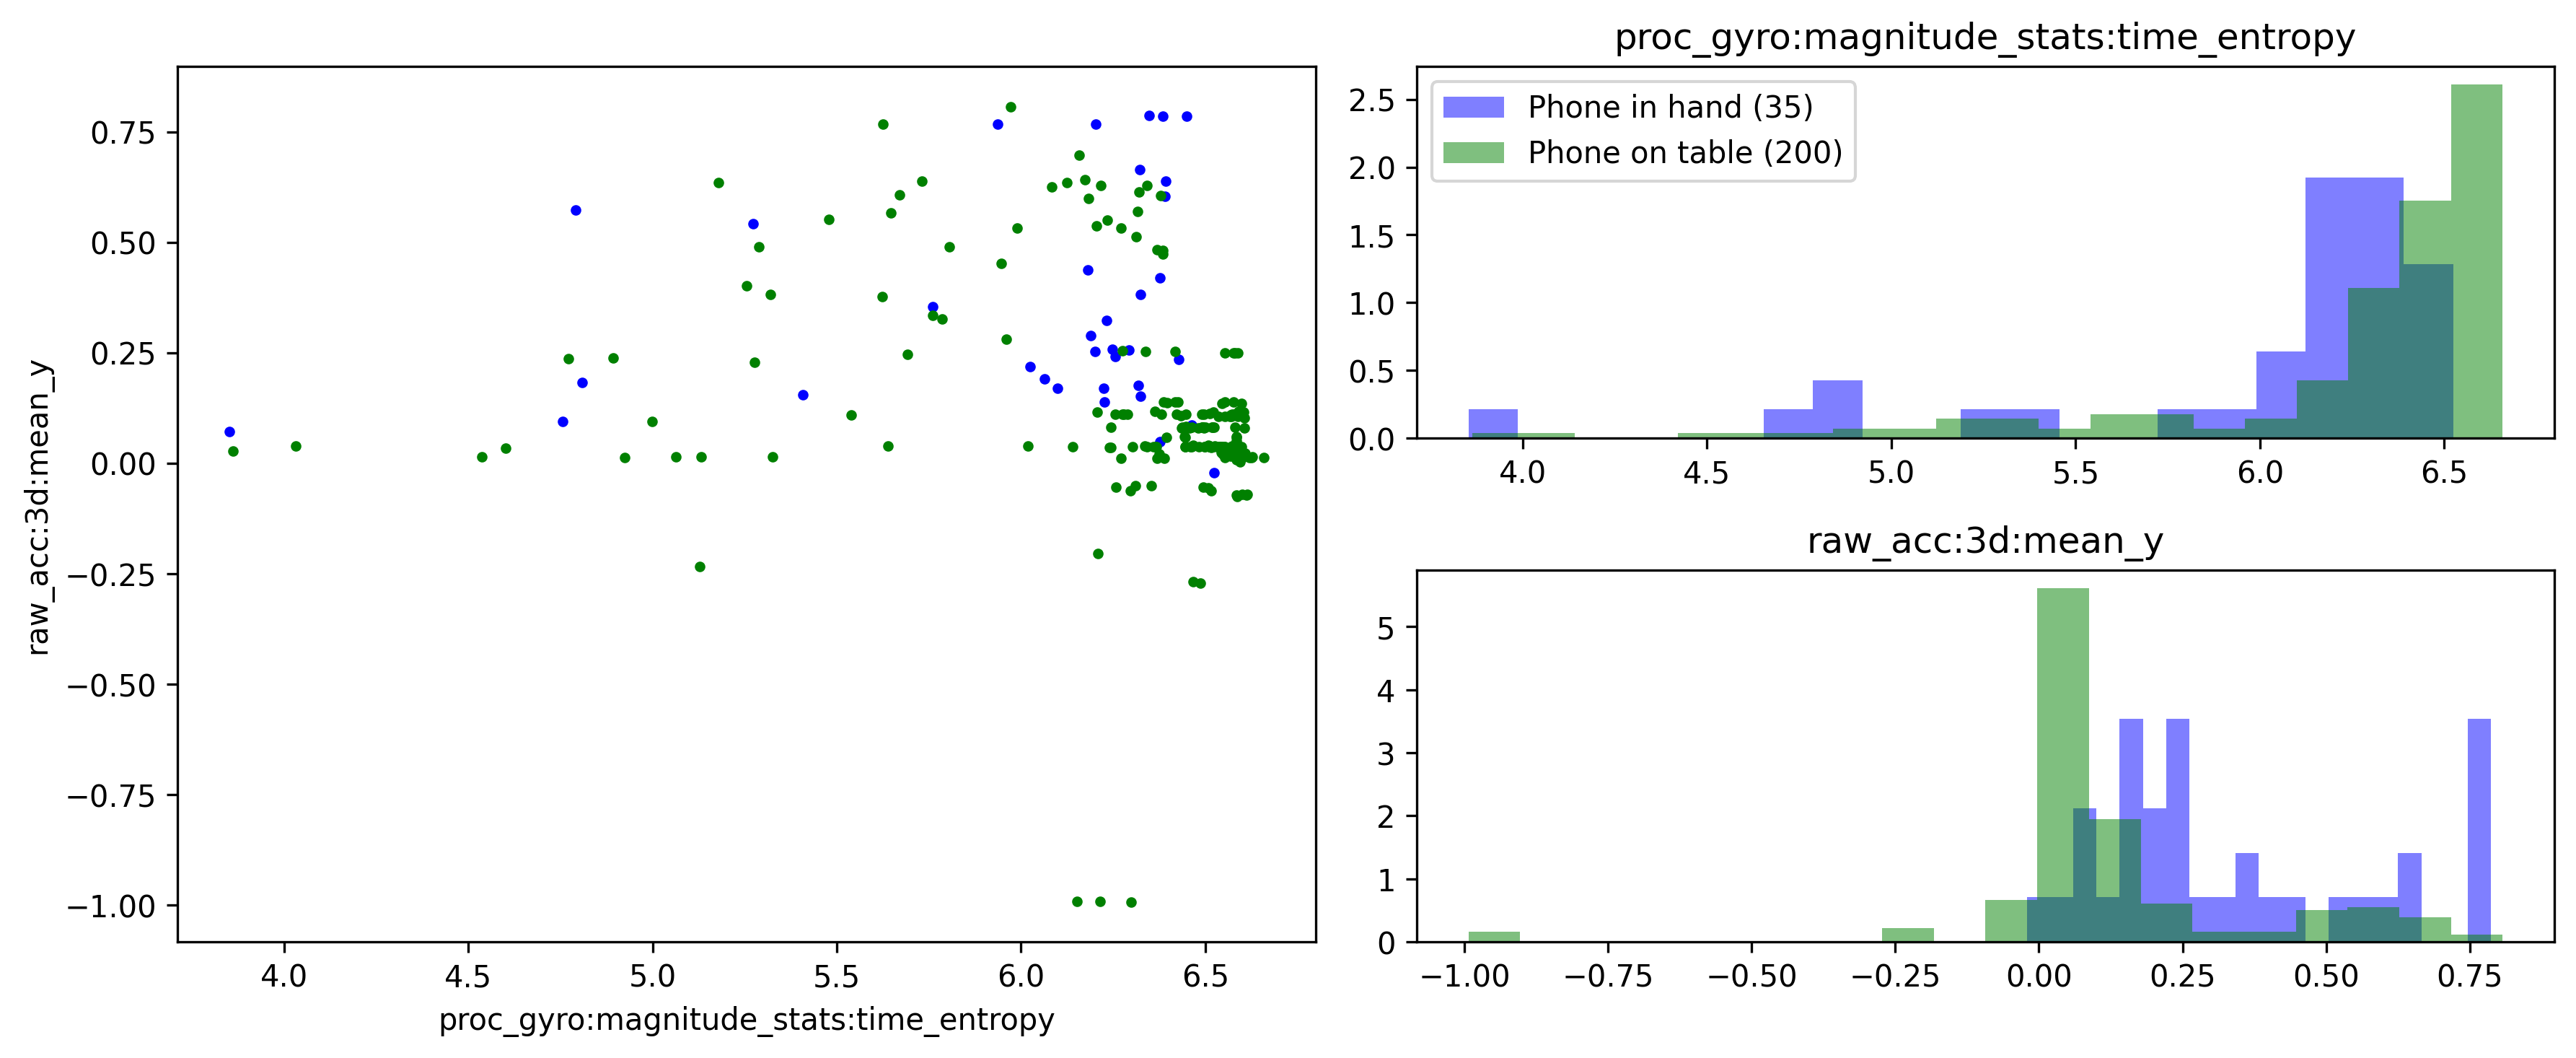 0.75
0.50
0.25
0.00
−0.25
−0.50
−0.75
−1.00
raw_acc:3d:mean_y
4.0 4.5 5.0 5.5 6.0 6.5
proc_gyro:magnitude_stats:time_entropy
proc_gyro:magnitude_stats:time_entropy
Phone in hand (35)
Phone on table (200)
2.5
2.0
1.5
1.0
0.5
0.0
4.0 4.5 5.0 5.5 6.0 6.5
raw_acc:3d:mean_y
5
4
3
2
1
0
−1.00 −0.75 −0.50 −0.25 0.00 0.25 0.50 0.75